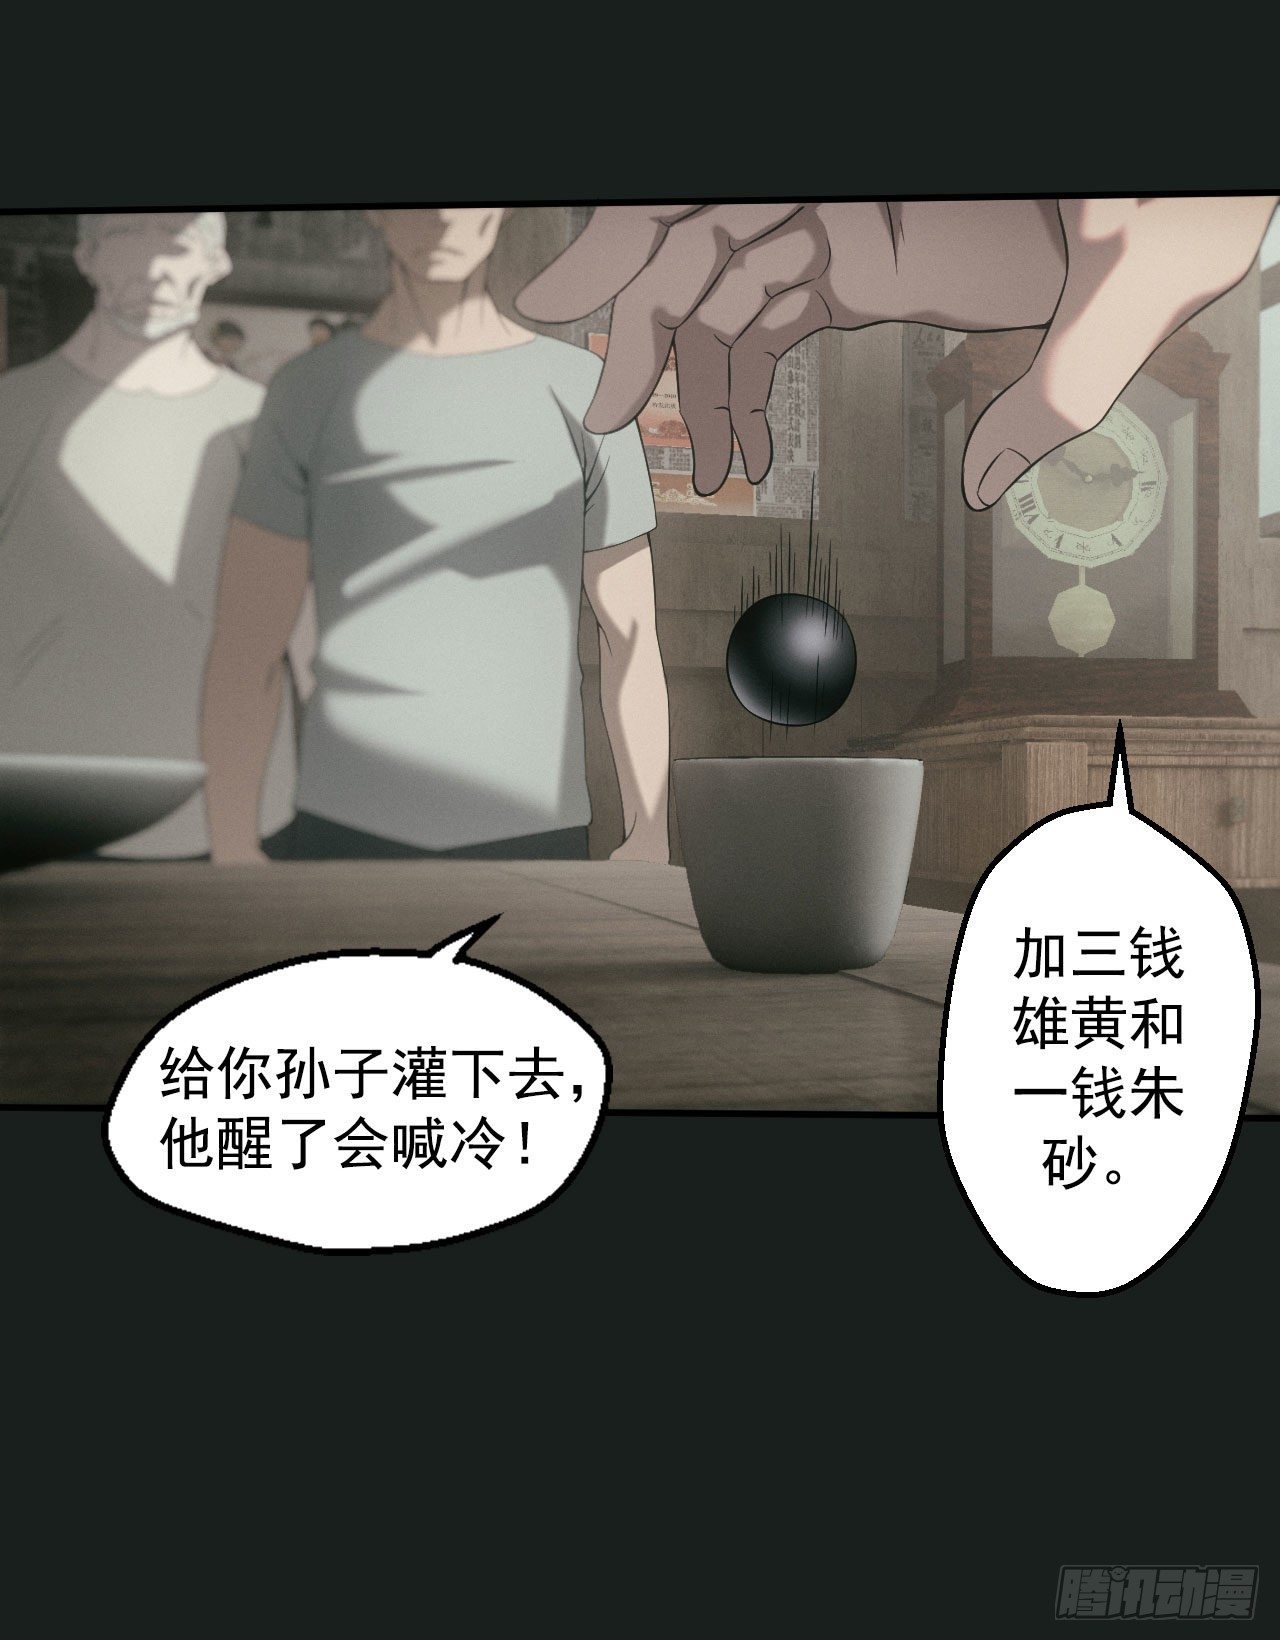 加三钱
雄黄和
一钱朱
砂。
给你孙子灌下去，
他醒了会喊冷！
腾讯动漫